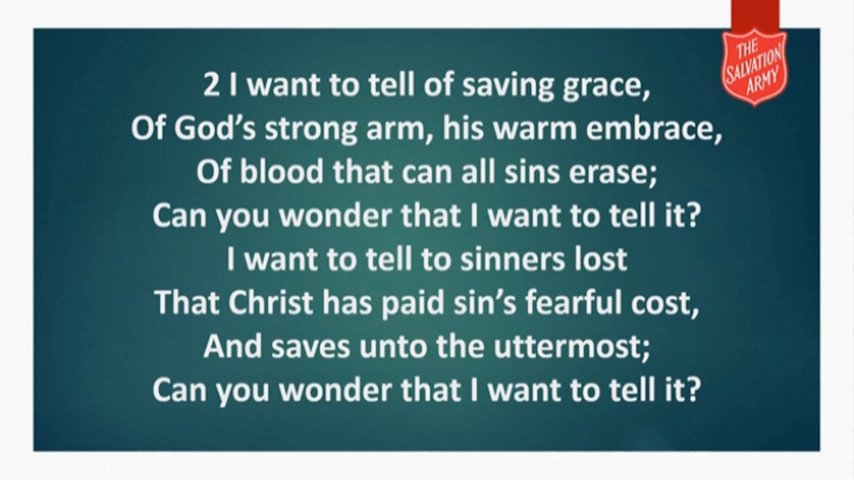 THE
SALVATION
ARMY
2 I want to tell of saving grace,
Of God's strong arm, his warm embrace,
Of blood that can all sins erase;
Can you wonder that I want to tell it?
I want to tell to sinners lost
That Christ has paid sin's fearful cost,
And saves unto the uttermost;
Can you wonder that I want to tell it?